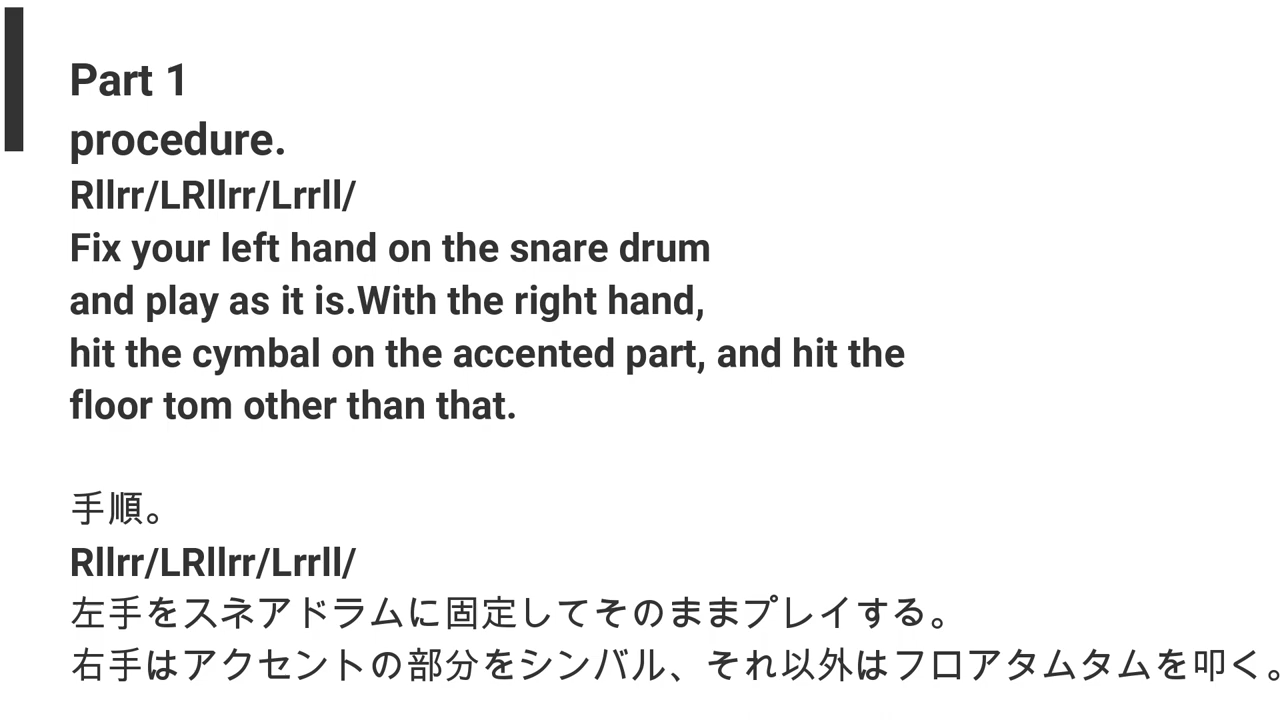 Part 1
procedure.
Rllrr/LRllrr/Lrrll/
Fix your left hand on the snare drum
and play as it is.With the right hand,
hit the cymbal on the accented part, and hit the
floor tom other than that.
手順。
Rllrr/LRllrr/Lrrll/
左手をスネアドラムに固定してそのままプレイする。
右手はアクセントの部分をシンバル、それ以外はフロアタムタムを叩く。